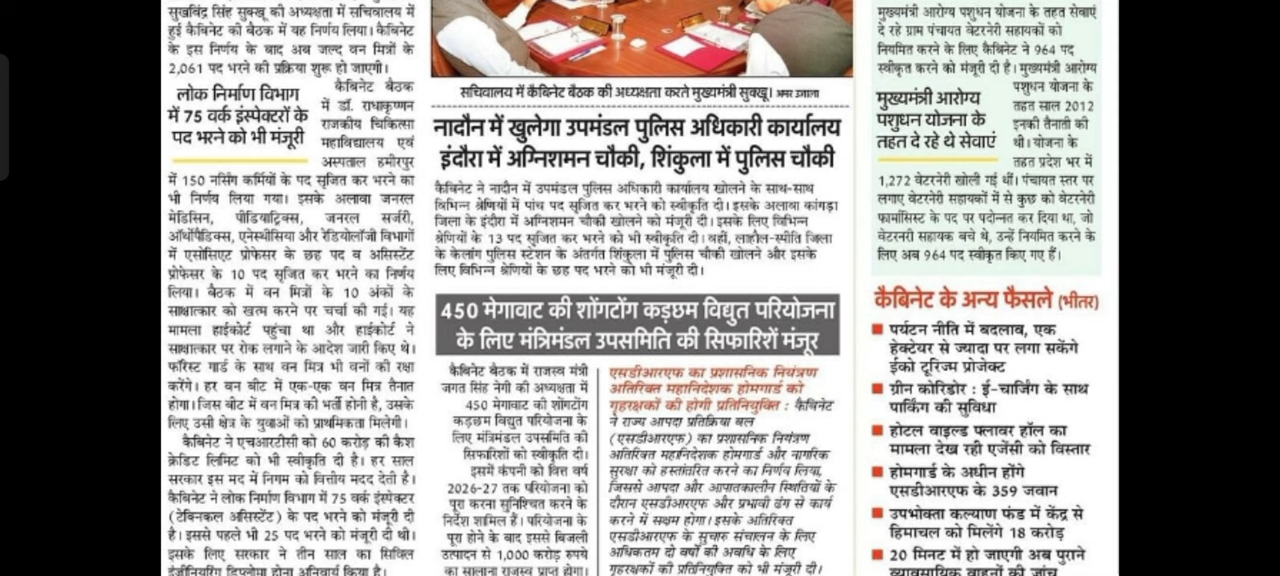 सुखविंद्र सिंह सुक्खू की अध्यक्षता में सचिवालय में
हुई कैबिनेट की बैठक में यह निर्णय लिया। कैबिनेट
के इस निर्णय के बाद अब जल्द वन मित्रों के
2,061 पद भरने की प्रक्रिया शुरू हो जाएगी।
लोक निर्माण विभाग
में 75 वर्क इंस्पेक्टरों के
पद भरने को भी मंजूरी
कैबिनेट बैठक
में डॉ. राधाकृष्णन
राजकीय चिकित्सा
महाविद्यालय एवं
अस्पताल हमीरपुर
में 150 नर्सिंग कर्मियों के पद सृजित कर भरने का
भी निर्णय लिया गया। इसके अलावा जनरल
मेडिसिन, पीडियाट्रिक्स, जनरल सर्जरी,
ऑर्थोपैडिक्स, एनेस्थीसिया और रेडियोलॉजी विभागों
में एसोसिएट प्रोफेसर के छह पद व असिस्टेंट
प्रोफेसर के 10 पद सृजित कर भरने का निर्णय
लिया। बैठक में वन मित्रों के 10 अंकों के
साक्षात्कार को खत्म करने पर चर्चा की गई। यह
मामला हाईकोर्ट पहुंचा था और हाईकोर्ट ने
साक्षात्कार पर रोक लगाने के आदेश जारी किए थे।
फॉरेस्ट गार्ड के साथ वन मित्र भी वनों की रक्षा
करेंगे। हर वन बीट में एक-एक वन मित्र तैनात
होगा। जिस बीट में वन मित्र की भर्ती होनी है, उसके
लिए उसी क्षेत्र के युवाओं को प्राथमिकता मिलेगी।
कैबिनेट ने एचआरटीसी को 60 करोड़ की कैश
क्रेडिट लिमिट को भी स्वीकृति दी है। हर साल
सरकार इस मद में निगम को वित्तीय मदद देती है।
कैबिनेट ने लोक निर्माण विभाग में 75 वर्क इंस्पेक्टर
(टेक्निकल असिस्टेंट) के पद भरने को मंजूरी दी
है। इससे पहले भी 25 पद भरने को मंजूरी दी थी।
इसके लिए सरकार ने तीन साल का सिविल
इंजीनियरिंग डिप्लोमा होना अनिवार्य किया है।
सचिवालय में कैबिनेट बैठक की अध्यक्षता करते मुख्यमंत्री सुक्खू। अमर उजाला
नादौन में खुलेगा उपमंडल पुलिस अधिकारी कार्यालय
इंदौरा में अग्निशमन चौकी, शिंकुला में पुलिस चौकी
कैबिनेट ने नादौन में उपमंडल पुलिस अधिकारी कार्यालय खोलने के साथ-साथ
विभिन्न श्रेणियों में पांच पद सृजित कर भरने को स्वीकृति दी। इसके अलावा कांगड़ा
जिला के इंदौरा में अग्निशमन चौकी खोलने को मंजूरी दी। इसके लिए विभिन्न
श्रेणियों के 13 पद सृजित कर भरने को भी स्वीकृति दी। वहीं, लाहौल-स्पीति जिला
के केलांग पुलिस स्टेशन के अंतर्गत शिंकुला में पुलिस चौकी खोलने और इसके
लिए विभिन्न श्रेणियों के छह पद भरने को भी मंजूरी दी।
450 मेगावाट की शोंगटोंग कड़छम विद्युत परियोजना
के लिए मंत्रिमंडल उपसमिति की सिफारिशें मंजूर
कैबिनेट बैठक में राजस्व मंत्री
जगत सिंह नेगी की अध्यक्षता में
450 मेगावाट की शोंगटोंग
कड़छम विद्युत परियोजना के
लिए मंत्रिमंडल उपसमिति की
सिफारिशों को स्वीकृति दी।
इसमें कंपनी को वित्त वर्ष
2026-27 तक परियोजना को
पूरा करना सुनिश्चित करने के
निर्देश शामिल हैं। परियोजना के
पूरा होने के बाद इससे बिजली
उत्पादन से 1,000 करोड़ रुपये
का सालाना राजस्व प्राप्त होगा।
एसडीआरएफ का प्रशासनिक नियंत्रण
अतिरिक्त महानिदेशक होमगार्ड को
गृहरक्षकों की होगी प्रतिनियुक्ति : कैबिनेट
ने राज्य आपदा प्रतिक्रिया बल
(एसडीआरएफ) का प्रशासनिक नियंत्रण
अतिरिक्त महानिदेशक होमगार्ड और नागरिक
सुरक्षा को हस्तांतरित करने का निर्णय लिया,
जिससे आपदा और आपातकालीन स्थितियों के
दौरान एसडीआरएफ और प्रभावी ढंग से कार्य
करने में सक्षम होगा। इसके अतिरिक्त
एसडीआरएफ के सुचारु संचालन के लिए
अधिकतम दो वर्षों की अवधि के लिए
गृहरक्षकों की प्रतिनियुक्ति को भी मंजूरी दी।
मुख्यमंत्री आरोग्य पशुधन योजना के तहत सेवाएं
दे रहे ग्राम पंचायत वेटरनेरी सहायकों को
नियमित करने के लिए कैबिनेट ने 964 पद
स्वीकृत करने को मंजूरी दी है। मुख्यमंत्री आरोग्य
मुख्यमंत्री आरोग्य
पशुधन योजना के
तहत दे रहे थे सेवाएं
पशुधन योजना के
तहत साल 2012
इनकी तैनाती की
थी। योजना के
तहत प्रदेश भर में
1,272 वेटरनेरी खोली गई थीं। पंचायत स्तर पर
लगाए वेटरनेरी सहायकों में से कुछ को वेटरनेरी
फार्मासिस्ट के पद पर पदोन्नत कर दिया था, जो
वेटरनरी सहायक बचे थे, उन्हें नियमित करने के
लिए अब 964 पद स्वीकृत किए गए हैं।
कैबिनेट के अन्य फैसले (भीतर)
पर्यटन नीति में बदलाव, एक
हेक्टेयर से ज्यादा पर लगा सकेंगे
ईको टूरिज्म प्रोजेक्ट
ग्रीन कोरिडोर : ई-चार्जिंग के साथ
पार्किंग की सुविधा
होटल वाइल्ड फ्लावर हॉल का
मामला देख रही एजेंसी को विस्तार
होमगार्ड के अधीन होंगे
एसडीआरएफ के 359 जवान
उपभोक्ता कल्याण फंड में केंद्र से
हिमाचल को मिलेंगे 18 करोड़
20 मिनट में हो जाएगी अब पुराने
व्यावसायिक वाहनों की जांच